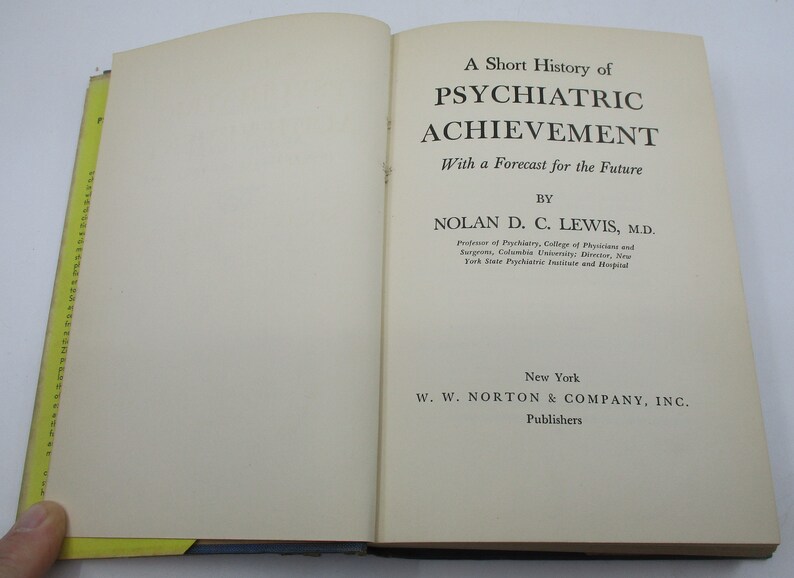 A Short History of
PSYCHIATRIC
ACHIEVEMENT
With a Forecast for the Future
BY
NOLAN D. C. LEWIS, M.D.
Professor of Psychiatry, College of Physicians and
Surgeons, Columbia University; Director, New
York State Psychiatric Institute and Hospital
New York
W. W. NORTON & COMPANY, INC.
Publishers